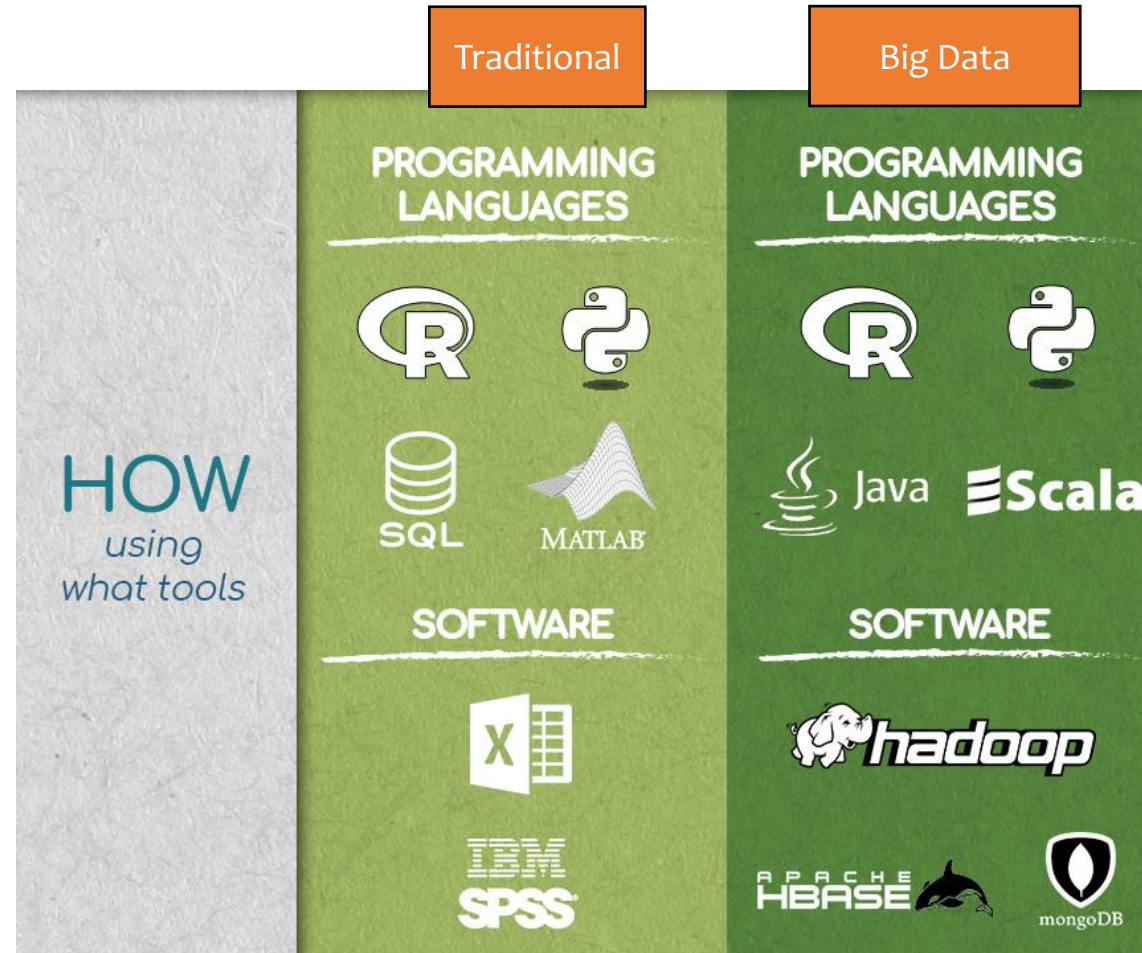 Traditional
Big Data
HOW
using
what tools
PROGRAMMING
LANGUAGES
R
SQL
MATLAB
SOFTWARE
X
IBM
SPSS
PROGRAMMING
LANGUAGES
R
Java
Scala
SOFTWARE
hadoop
APACHE
HBASE
mongoDB